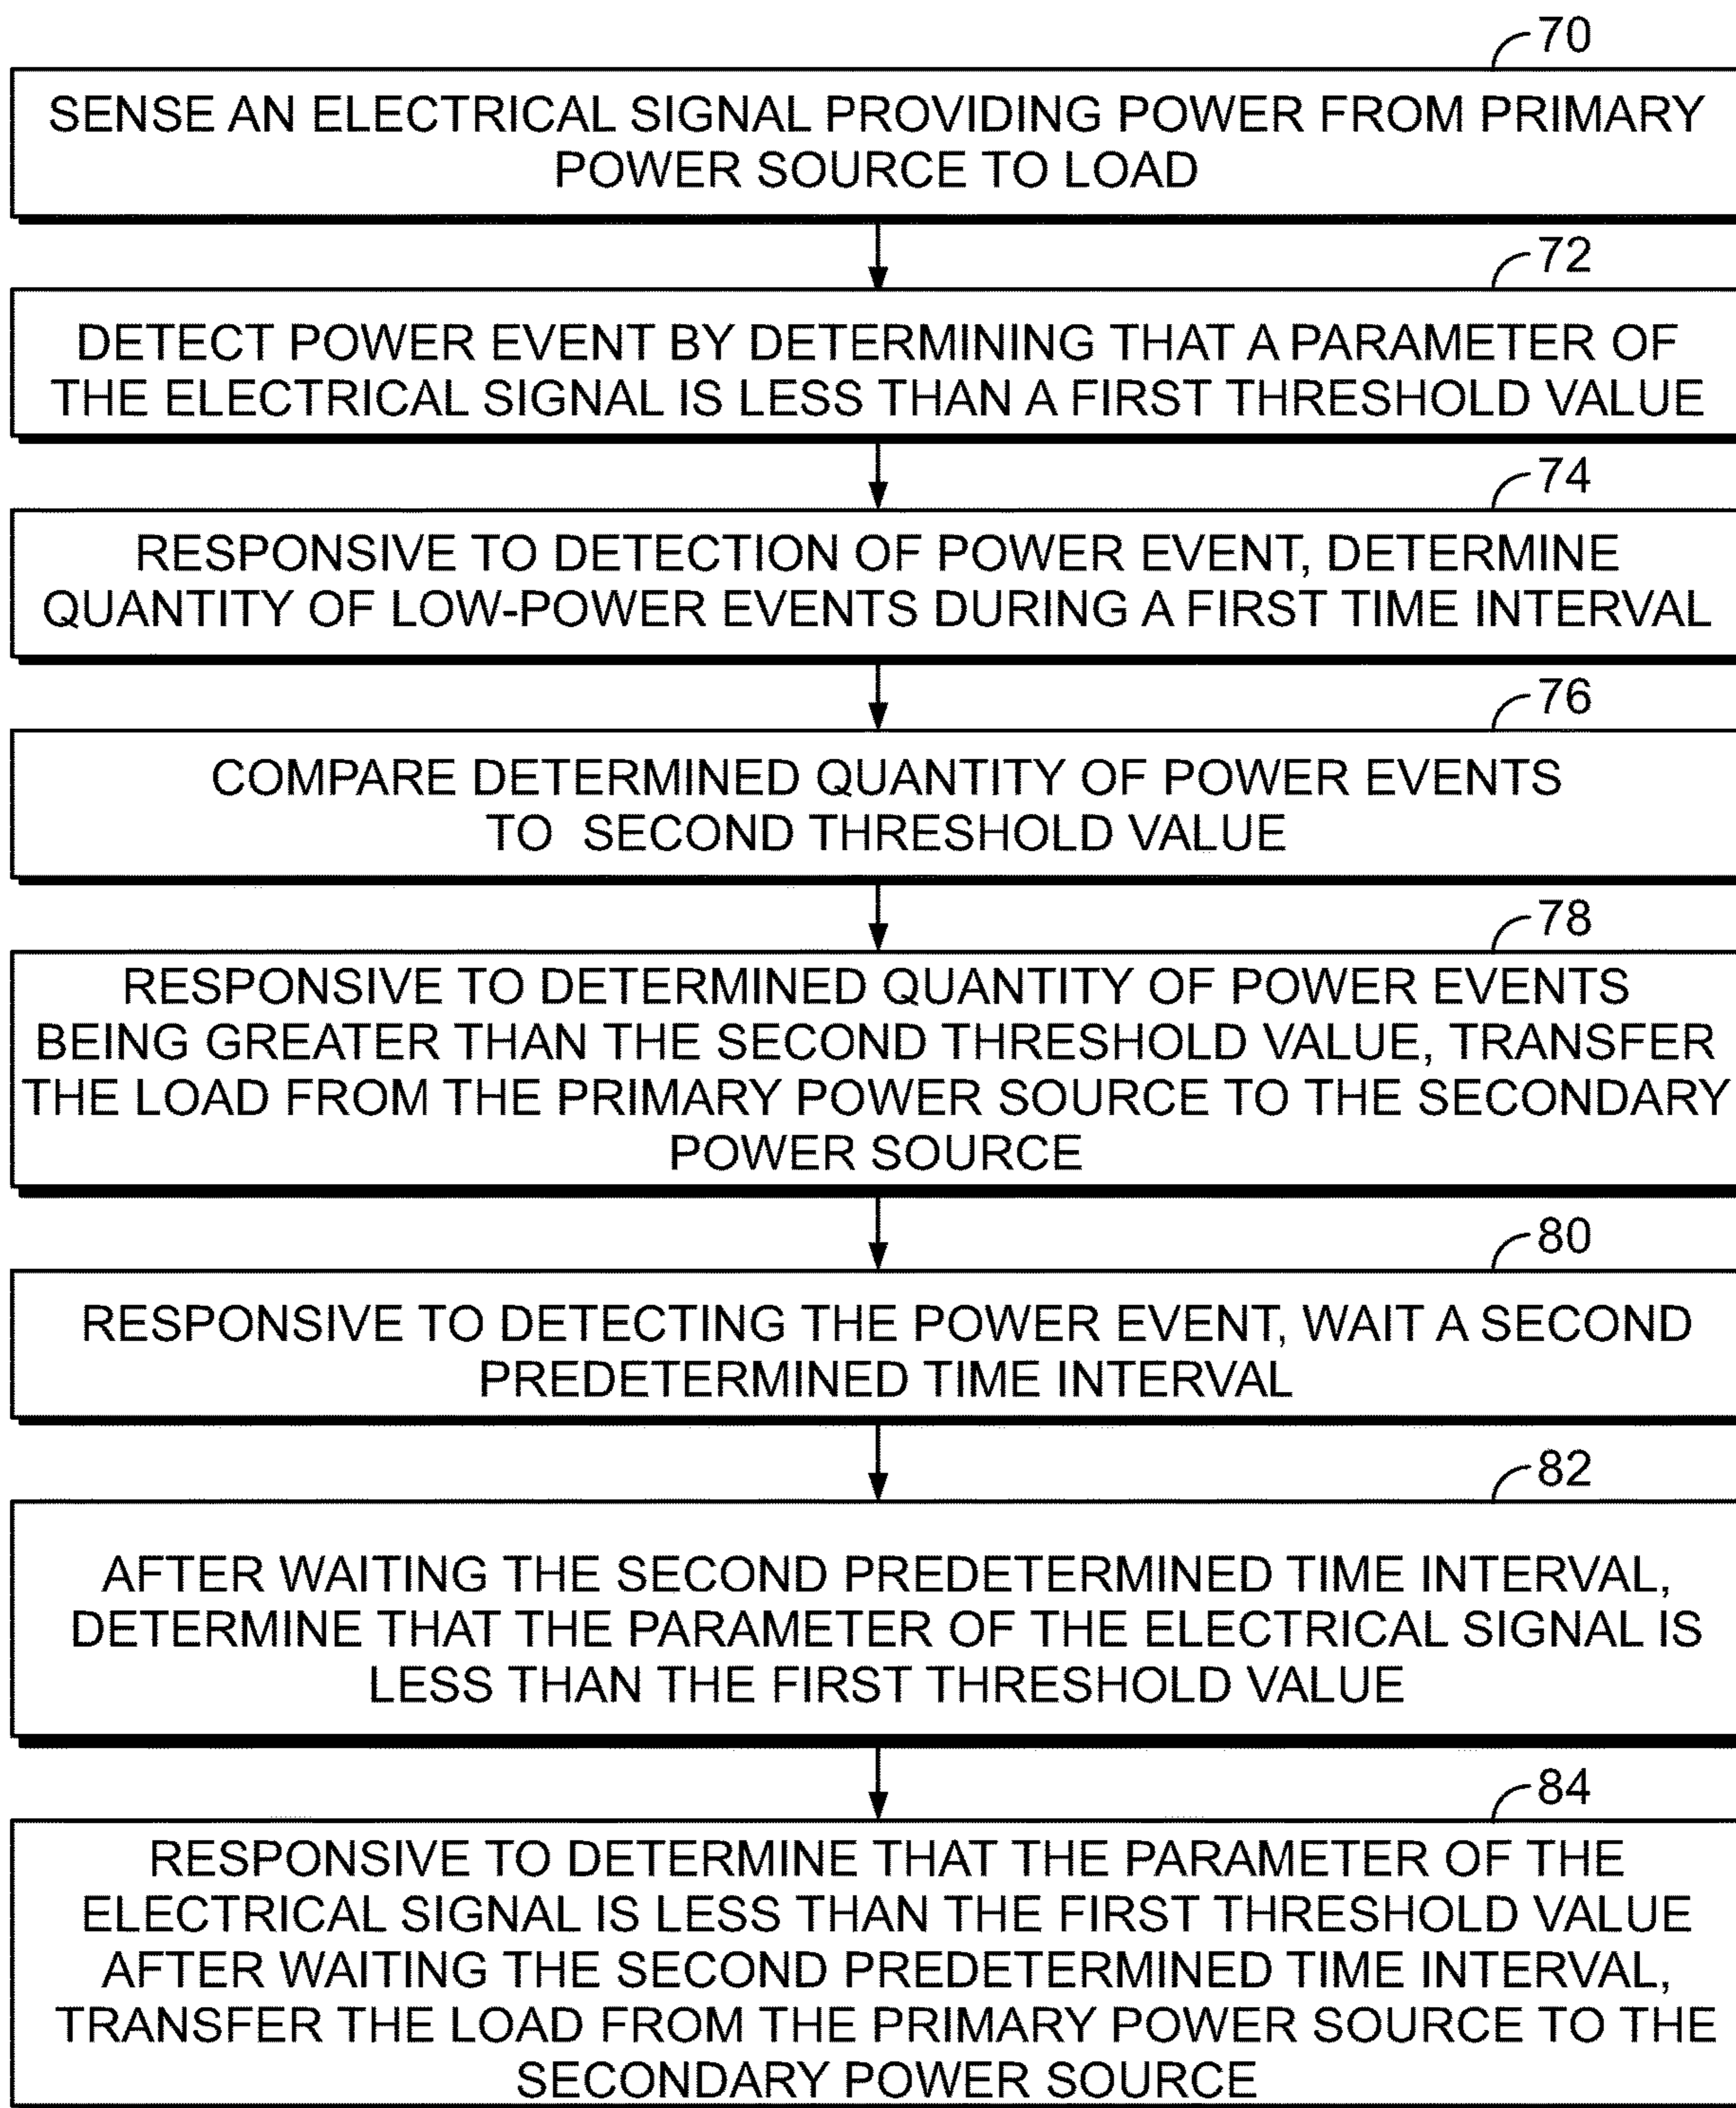 70
SENSE AN ELECTRICAL SIGNAL PROVIDING POWER FROM PRIMARY
POWER SOURCE TO LOAD
72
DETECT POWER EVENT BY DETERMINING THAT A PARAMETER OF
THE ELECTRICAL SIGNAL IS LESS THAN A FIRST THRESHOLD VALUE
74
RESPONSIVE TO DETECTION OF POWER EVENT, DETERMINE
QUANTITY OF LOW-POWER EVENTS DURING A FIRST TIME INTERVAL
76
COMPARE DETERMINED QUANTITY OF POWER EVENTS
TO SECOND THRESHOLD VALUE
78
RESPONSIVE TO DETERMINED QUANTITY OF POWER EVENTS
BEING GREATER THAN THE SECOND THRESHOLD VALUE, TRANSFER
THE LOAD FROM THE PRIMARY POWER SOURCE TO THE SECONDARY
POWER SOURCE
80
RESPONSIVE TO DETECTING THE POWER EVENT, WAIT A SECOND
PREDETERMINED TIME INTERVAL
82
AFTER WAITING THE SECOND PREDETERMINED TIME INTERVAL,
DETERMINE THAT THE PARAMETER OF THE ELECTRICAL SIGNAL IS
LESS THAN THE FIRST THRESHOLD VALUE
84
RESPONSIVE TO DETERMINE THAT THE PARAMETER OF THE
ELECTRICAL SIGNAL IS LESS THAN THE FIRST THRESHOLD VALUE
AFTER WAITING THE SECOND PREDETERMINED TIME INTERVAL,
TRANSFER THE LOAD FROM THE PRIMARY POWER SOURCE TO THE
SECONDARY POWER SOURCE